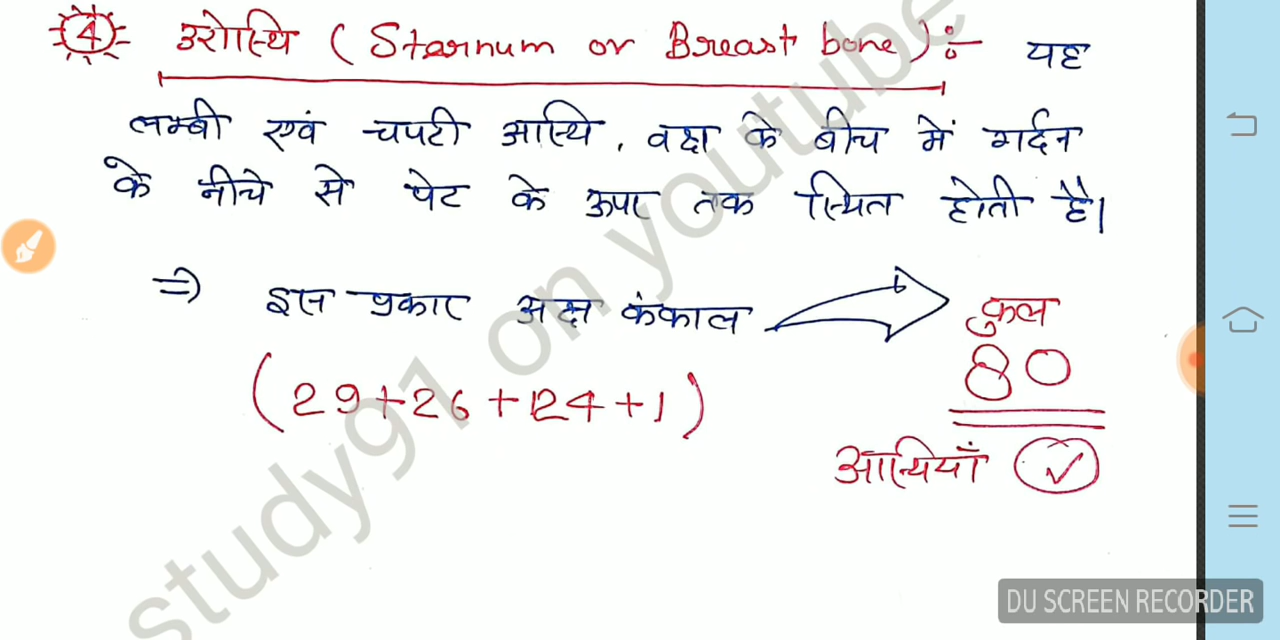 ④ उरोस्थि (Starnum or Breast bone) ÷ यह
लम्बी एवं चपटी अस्थि, वक्ष के बीच में गर्दन
के नीचे से पेट के ऊपर तक स्थित होती है।
⇒ इस प्रकार अक्ष कंकाल → कुल
(29+26+24+1) 80
अस्थियाँ ✓
study91 on youtube
DU SCREEN RECORDER